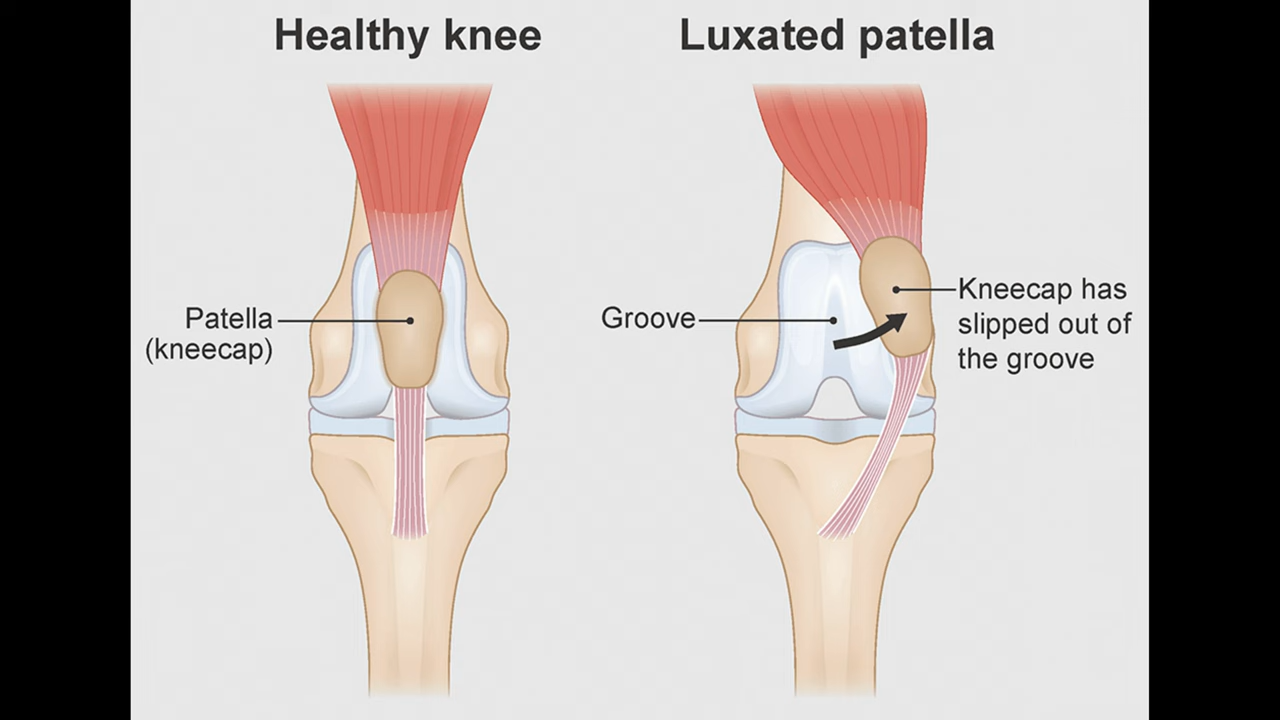 Healthy knee
Luxated patella
Patella
(kneecap)
Groove
Kneecap has
slipped out of
the groove